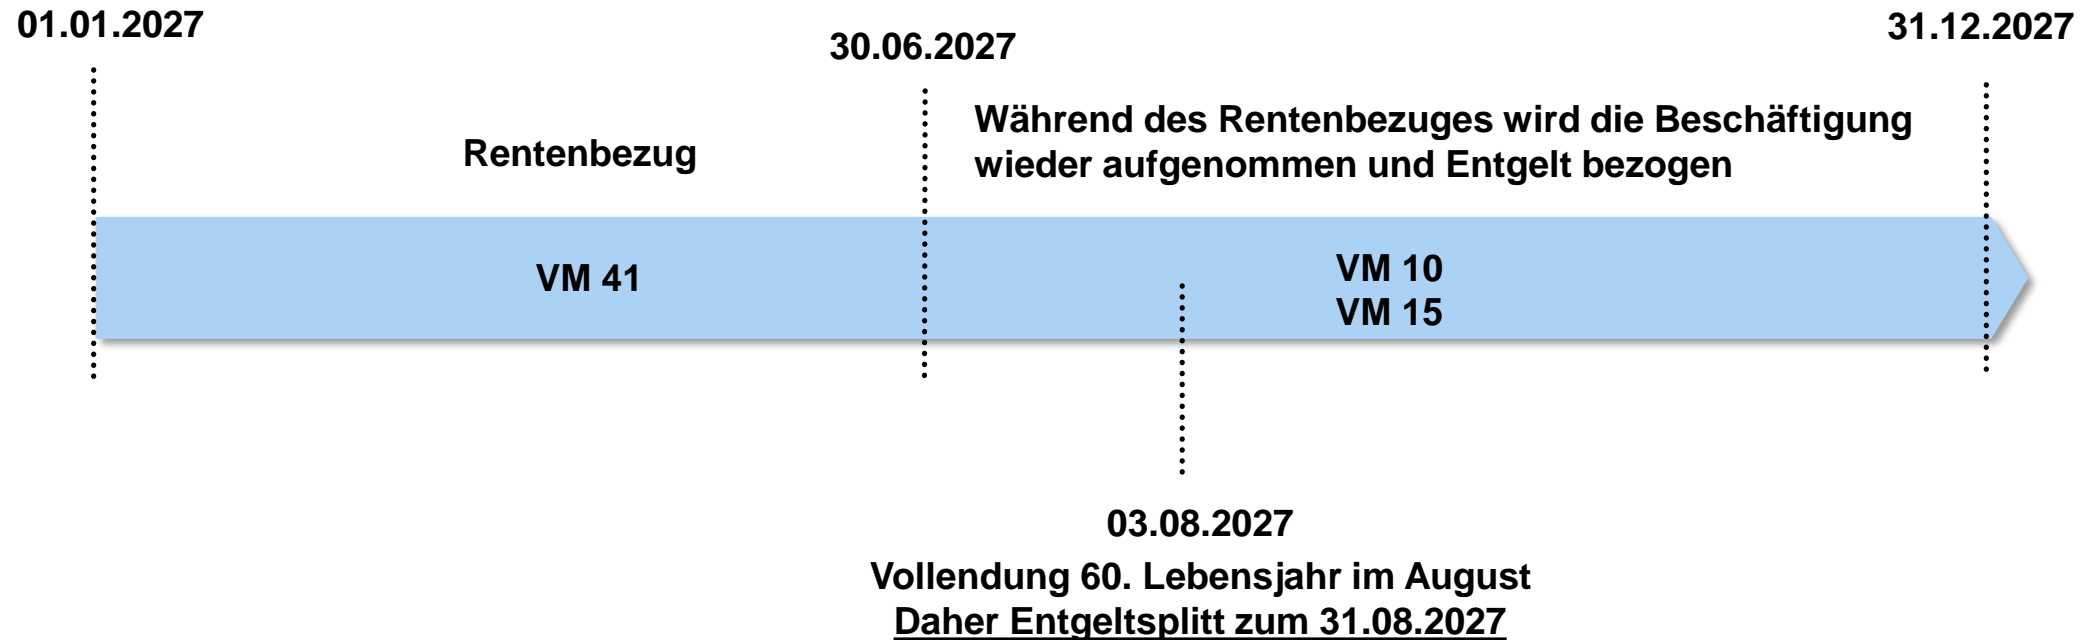 01.01.2027
30.06.2027
31.12.2027
Rentenbezug
Während des Rentenbezuges wird die Beschäftigung
wieder aufgenommen und Entgelt bezogen
VM 41
VM 10
VM 15
03.08.2027
Vollendung 60. Lebensjahr im August
Daher Entgeltsplitt zum 31.08.2027